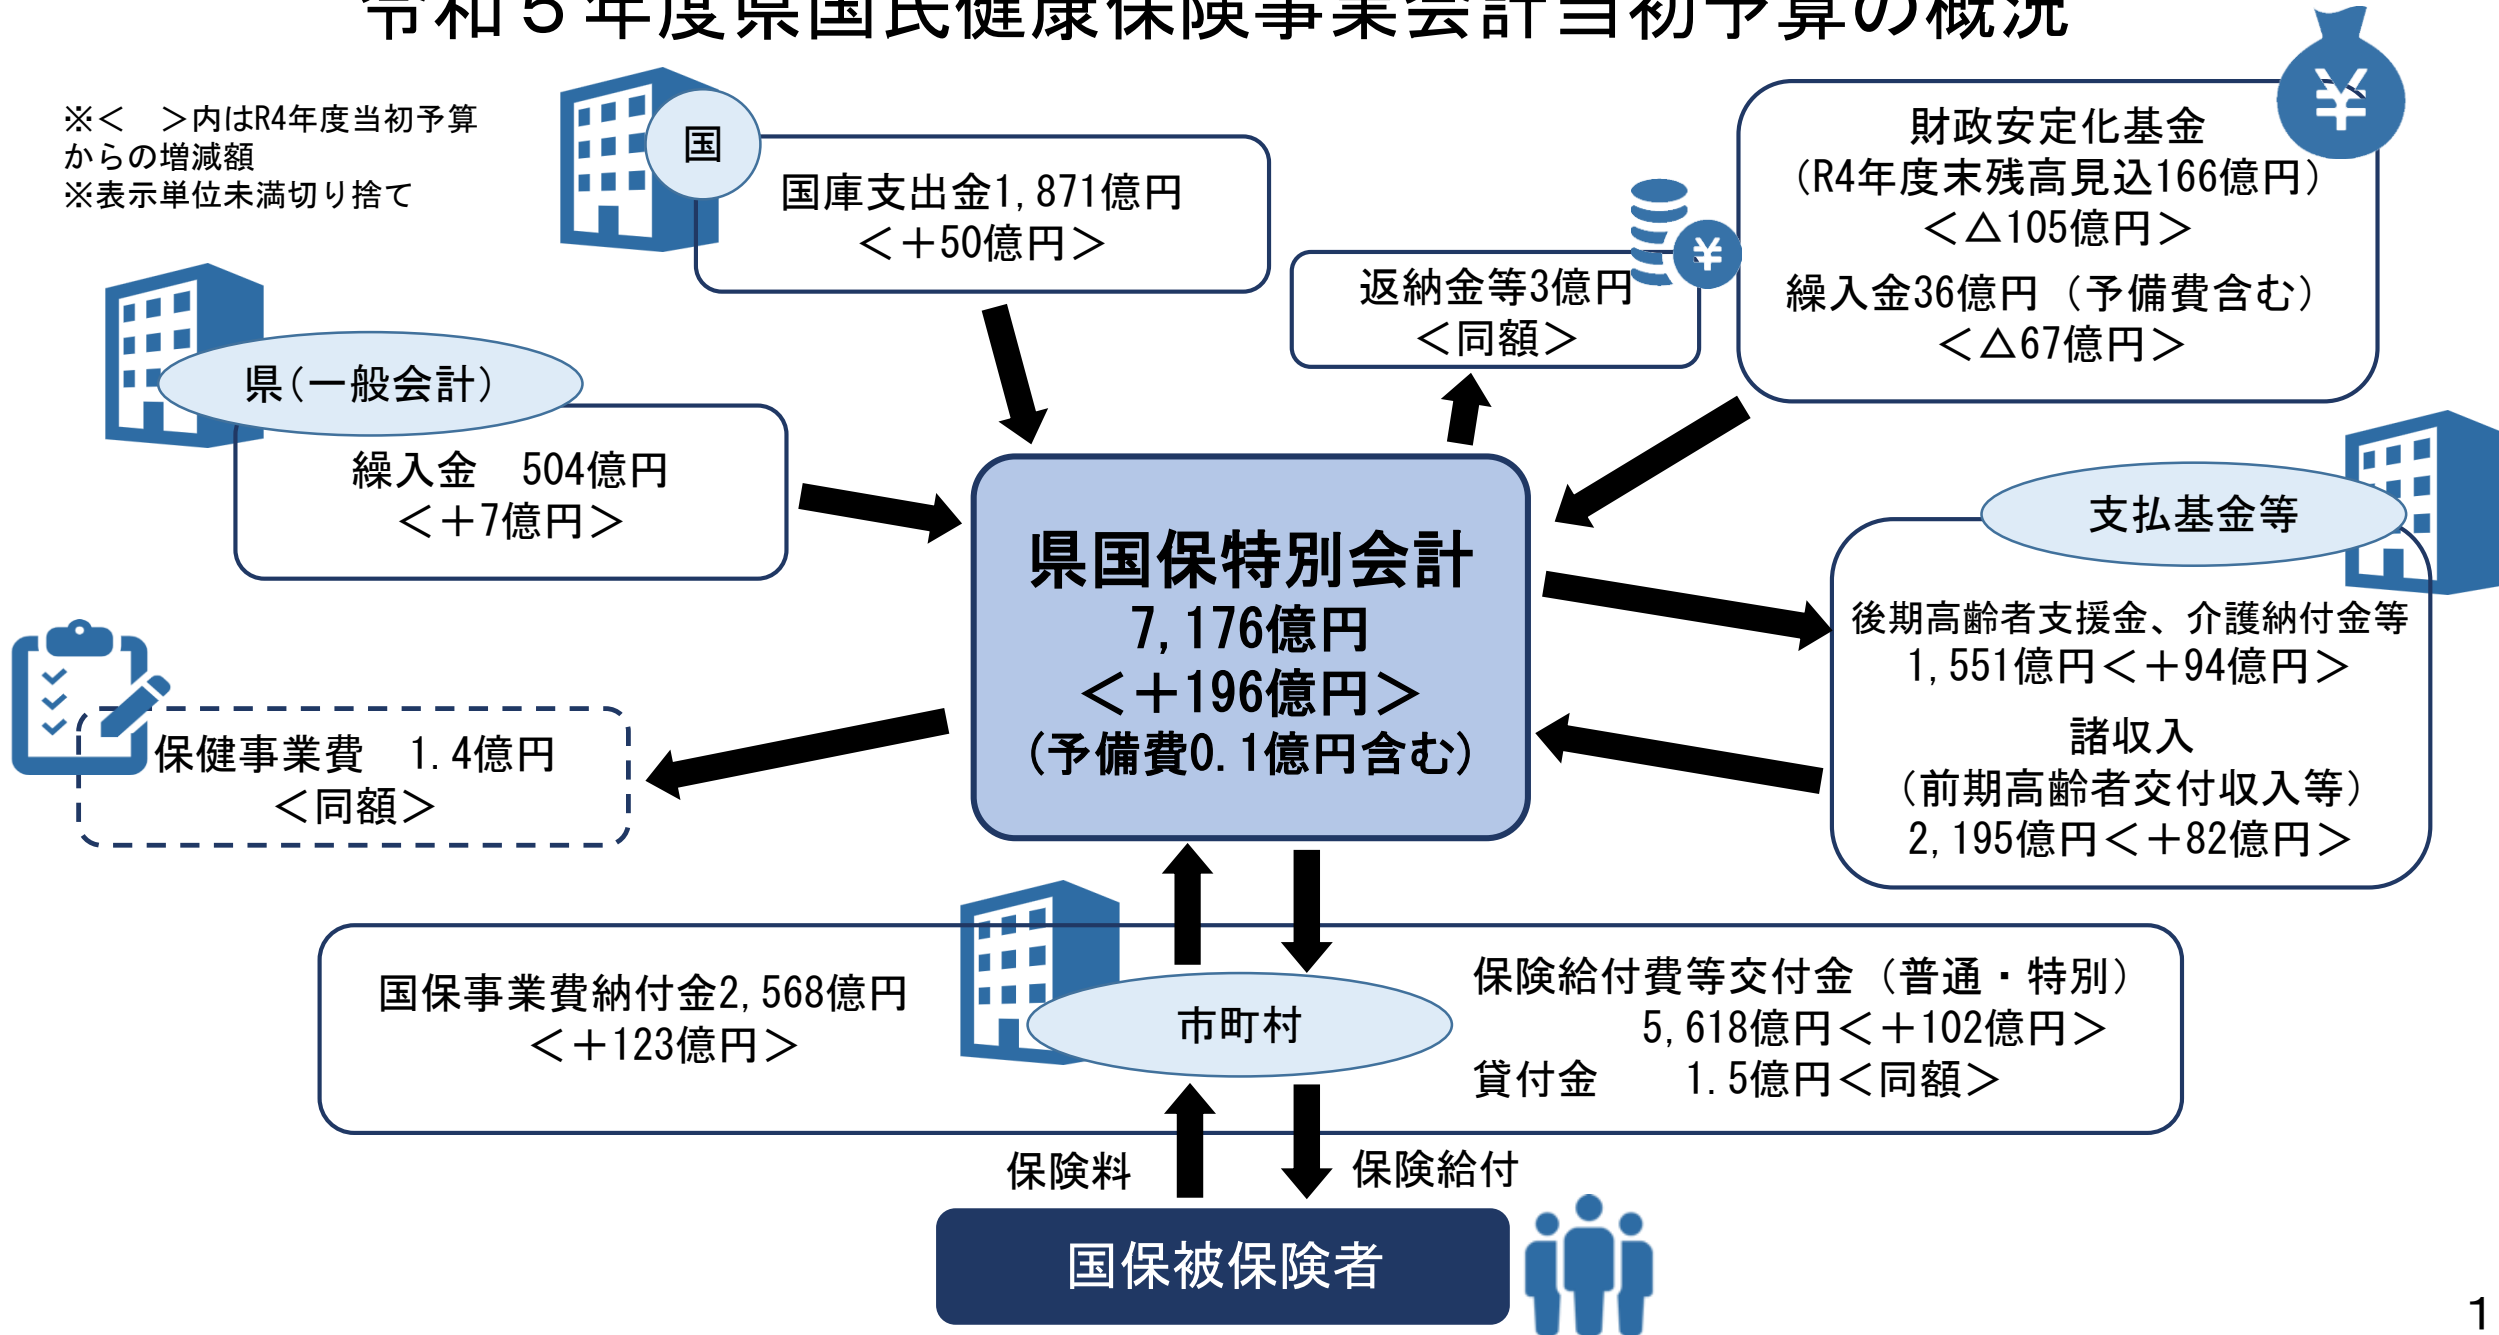 令和５年度県国民健康保険事業会計当初予算の概況
※＜　＞内はR4年度当初予算
からの増減額
※表示単位未満切り捨て
国
国庫支出金1,871億円
＜＋50億円＞
財政安定化基金
（R4年度末残高見込166億円）
＜△105億円＞
繰入金36億円（予備費含む）
＜△67億円＞
返納金等3億円
＜同額＞
県（一般会計）
繰入金　504億円
＜＋7億円＞
県国保特別会計
7,176億円
＜＋196億円＞
（予備費0.1億円含む）
支払基金等
後期高齢者支援金、介護納付金等
1,551億円＜＋94億円＞
諸収入
（前期高齢者交付収入等）
2,195億円＜＋82億円＞
保健事業費　1.4億円
＜同額＞
国保事業費納付金2,568億円
＜＋123億円＞
市町村
保険給付費等交付金（普通・特別）
5,618億円＜＋102億円＞
貸付金　　1.5億円＜同額＞
保険料
保険給付
国保被保険者
1